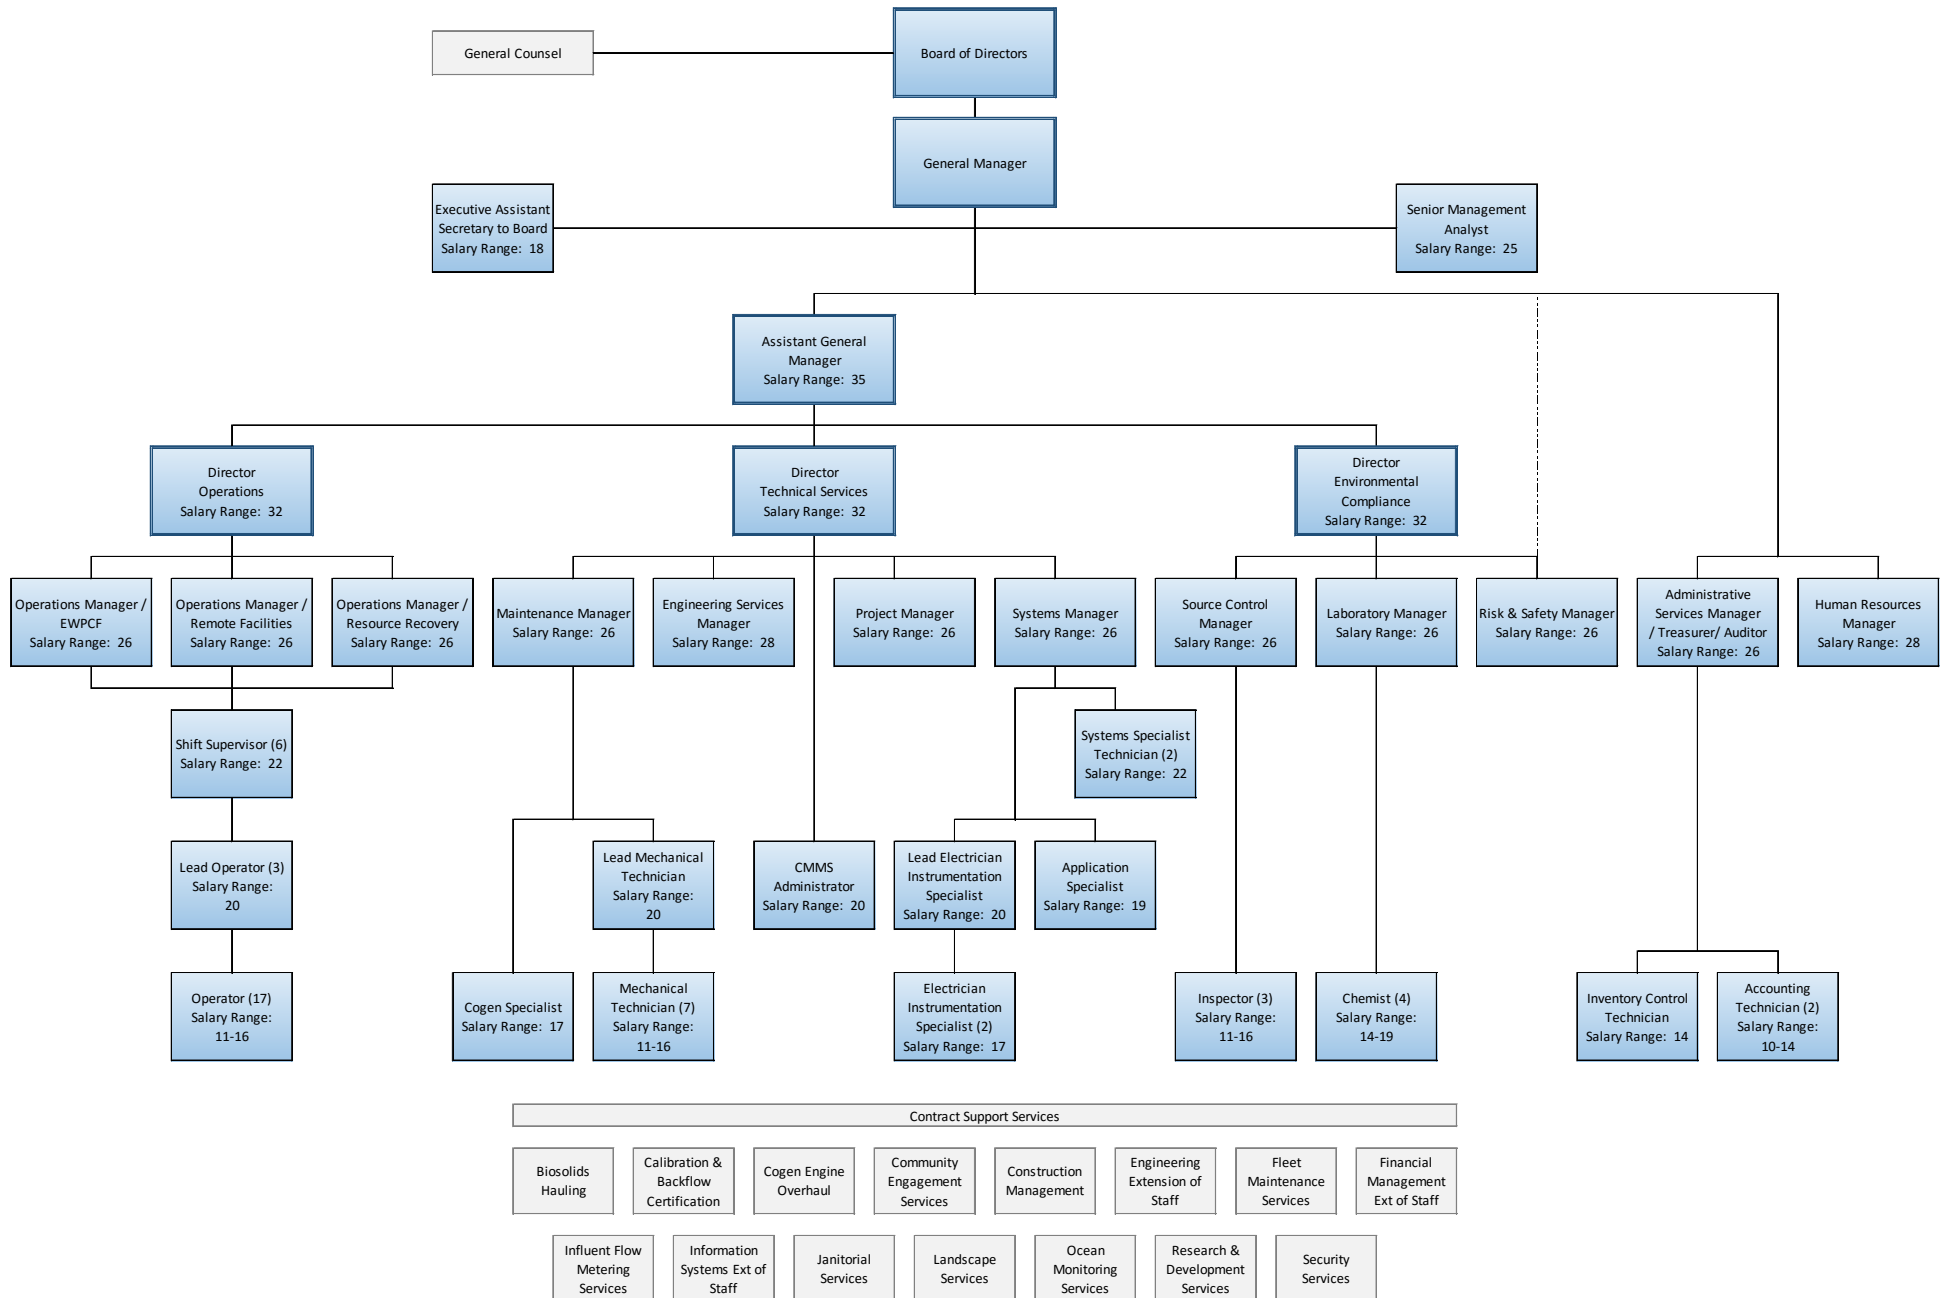 General Counsel
Board of Directors
General Manager
Executive Assistant
Secretary to Board
Salary Range:  18
Senior Management
Analyst
Salary Range:  25
Assistant General
Manager
Salary Range:  35
Director
Operations
Salary Range:  32
Director
Technical Services
Salary Range:  32
Director
Environmental
Compliance
Salary Range:  32
Operations Manager /
EWPCF
Salary Range:  26
Operations Manager /
Remote Facilities
Salary Range:  26
Operations Manager /
Resource Recovery
Salary Range:  26
Maintenance Manager
Salary Range:  26
Engineering Services
Manager
Salary Range:  28
Project Manager
Salary Range:  26
Systems Manager
Salary Range:  26
Source Control
Manager
Salary Range:  26
Laboratory Manager
Salary Range:  26
Risk & Safety Manager
Salary Range:  26
Administrative
Services Manager
/ Treasurer/ Auditor
Salary Range:  26
Human Resources
Manager
Salary Range:  28
Shift Supervisor (6)
Salary Range:  22
Systems Specialist
Technician (2)
Salary Range:  22
Lead Operator (3)
Salary Range:
20
Lead Mechanical
Technician
Salary Range:
20
CMMS
Administrator
Salary Range:  20
Lead Electrician
Instrumentation
Specialist
Salary Range:  20
Application
Specialist
Salary Range:  19
Operator (17)
Salary Range:
11-16
Cogen Specialist
Salary Range:  17
Mechanical
Technician (7)
Salary Range:
11-16
Electrician
Instrumentation
Specialist (2)
Salary Range:  17
Inspector (3)
Salary Range:
11-16
Chemist (4)
Salary Range:
14-19
Inventory Control
Technician
Salary Range:  14
Accounting
Technician (2)
Salary Range:
10-14
Contract Support Services
Biosolids
Hauling
Calibration &
Backflow
Certification
Cogen Engine
Overhaul
Community
Engagement
Services
Construction
Management
Engineering
Extension of
Staff
Fleet
Maintenance
Services
Financial
Management
Ext of Staff
Influent Flow
Metering
Services
Information
Systems Ext of
Staff
Janitorial
Services
Landscape
Services
Ocean
Monitoring
Services
Research &
Development
Services
Security
Services